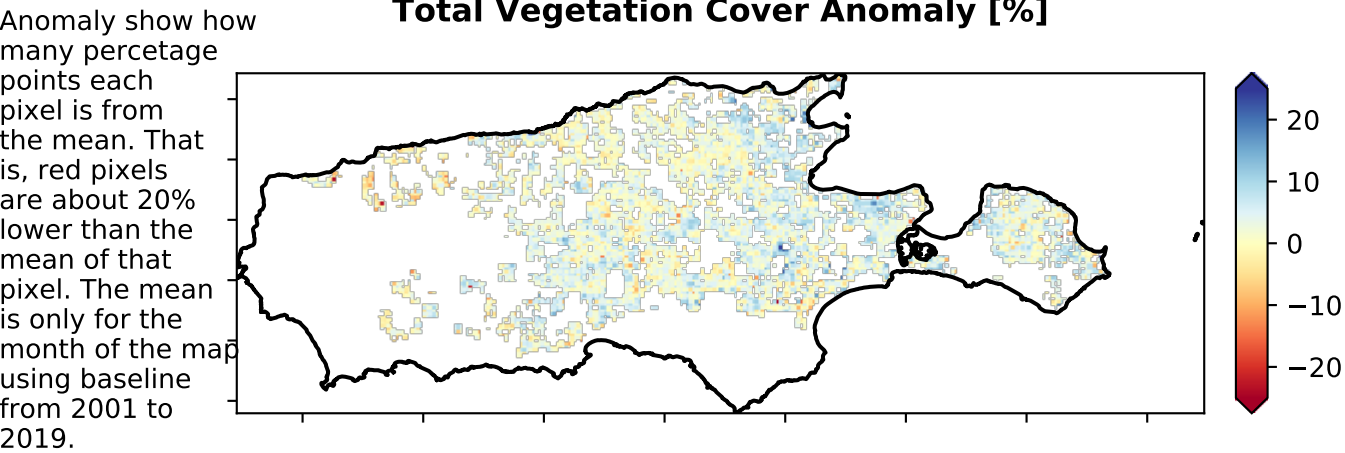 Total Vegetation Cover Anomaly [%]
Anomaly show how
many percetage
points each
pixel is from
the mean. That
is, red pixels
are about 20%
lower than the
mean of that
pixel. The mean
is only for the
month of the map
using baseline
from 2001 to
2019.
20
10
0
−10
−20